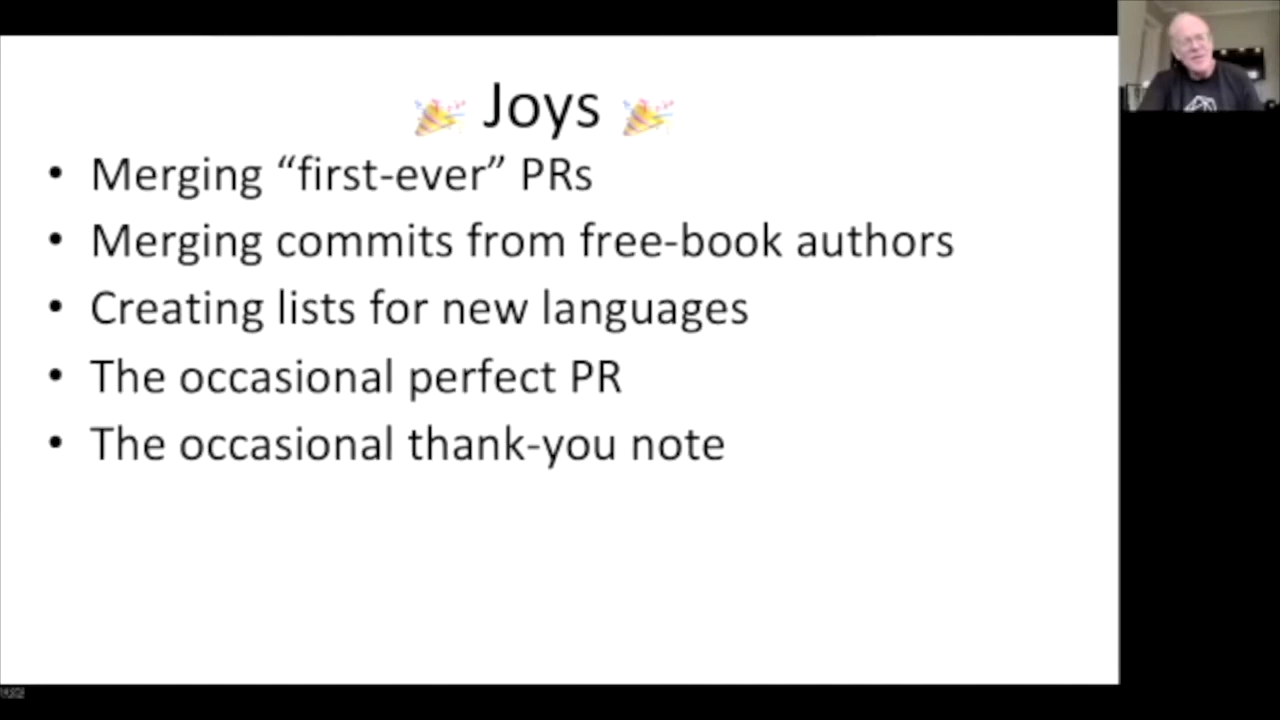 🎉 Joys 🎉
• Merging “first-ever” PRs
• Merging commits from free-book authors
• Creating lists for new languages
• The occasional perfect PR
• The occasional thank-you note